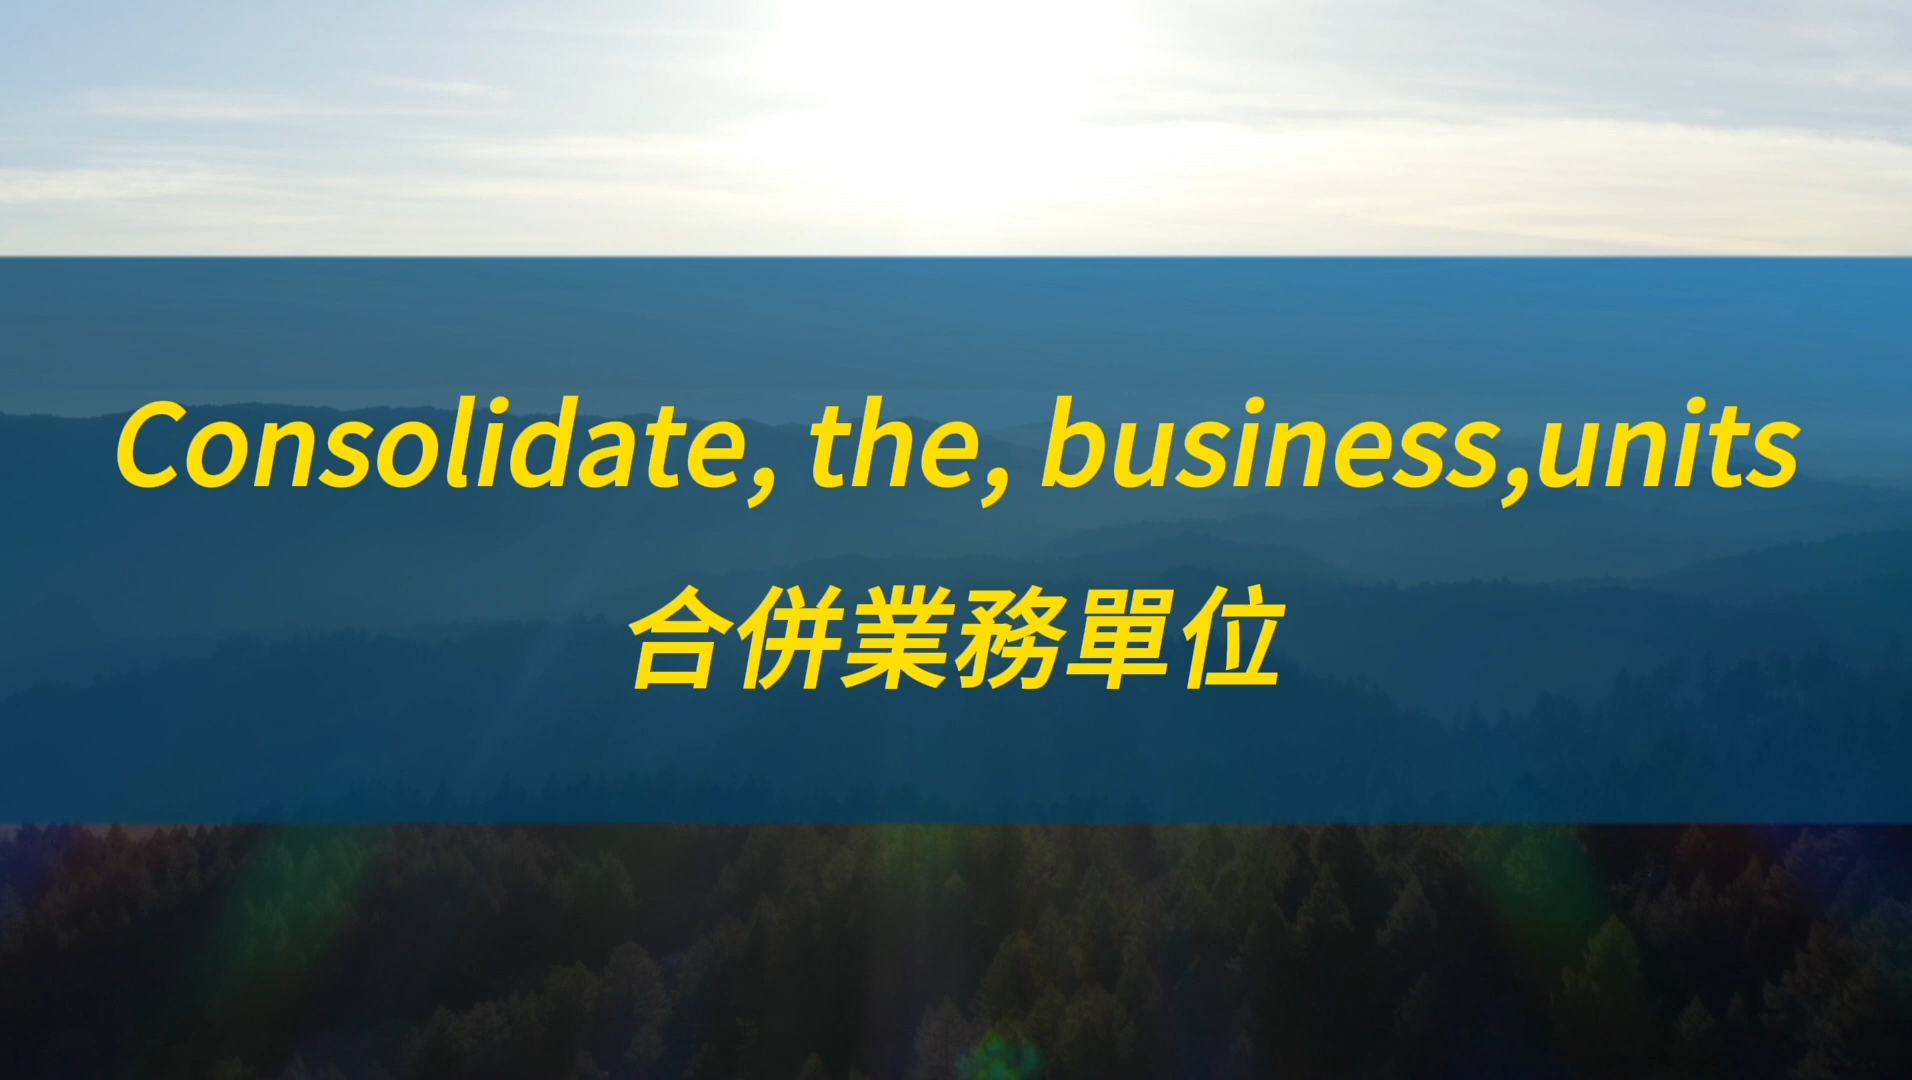 Consolidate, the, business,units
合併業務單位